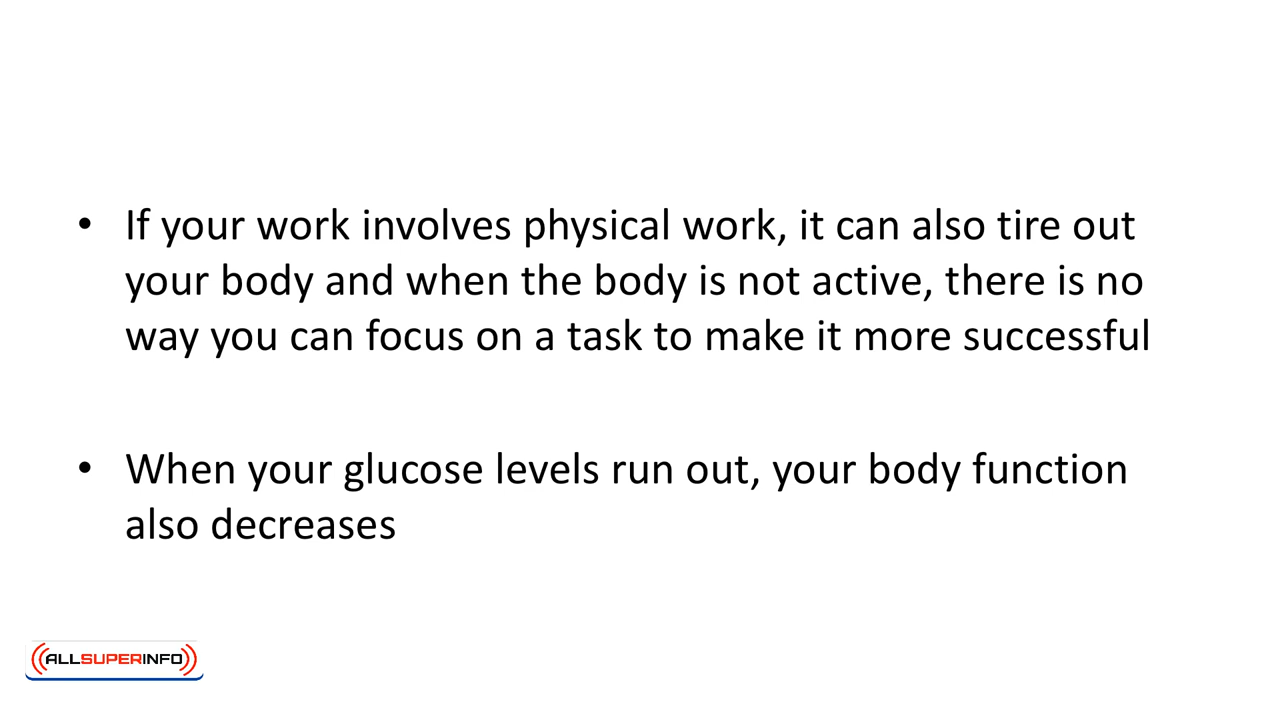 • If your work involves physical work, it can also tire out
your body and when the body is not active, there is no
way you can focus on a task to make it more successful
• When your glucose levels run out, your body function
also decreases
ALLSUPERINFO